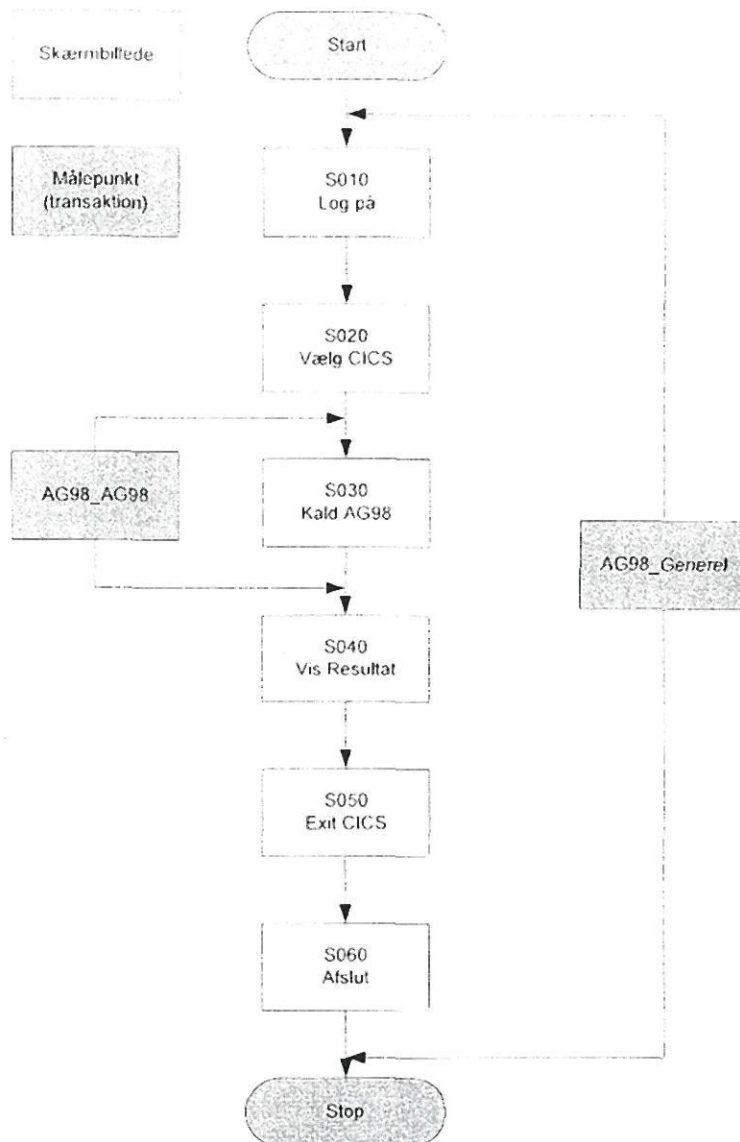 Skærmbillede
Start
Målepunkt
(transaktion)
S010
Log på
S020
Vælg CICS
AG98_AG98
S030
Kald AG98
AG98_Generel
S040
Vis Resultat
S050
Exit CICS
S060
Afslut
Stop